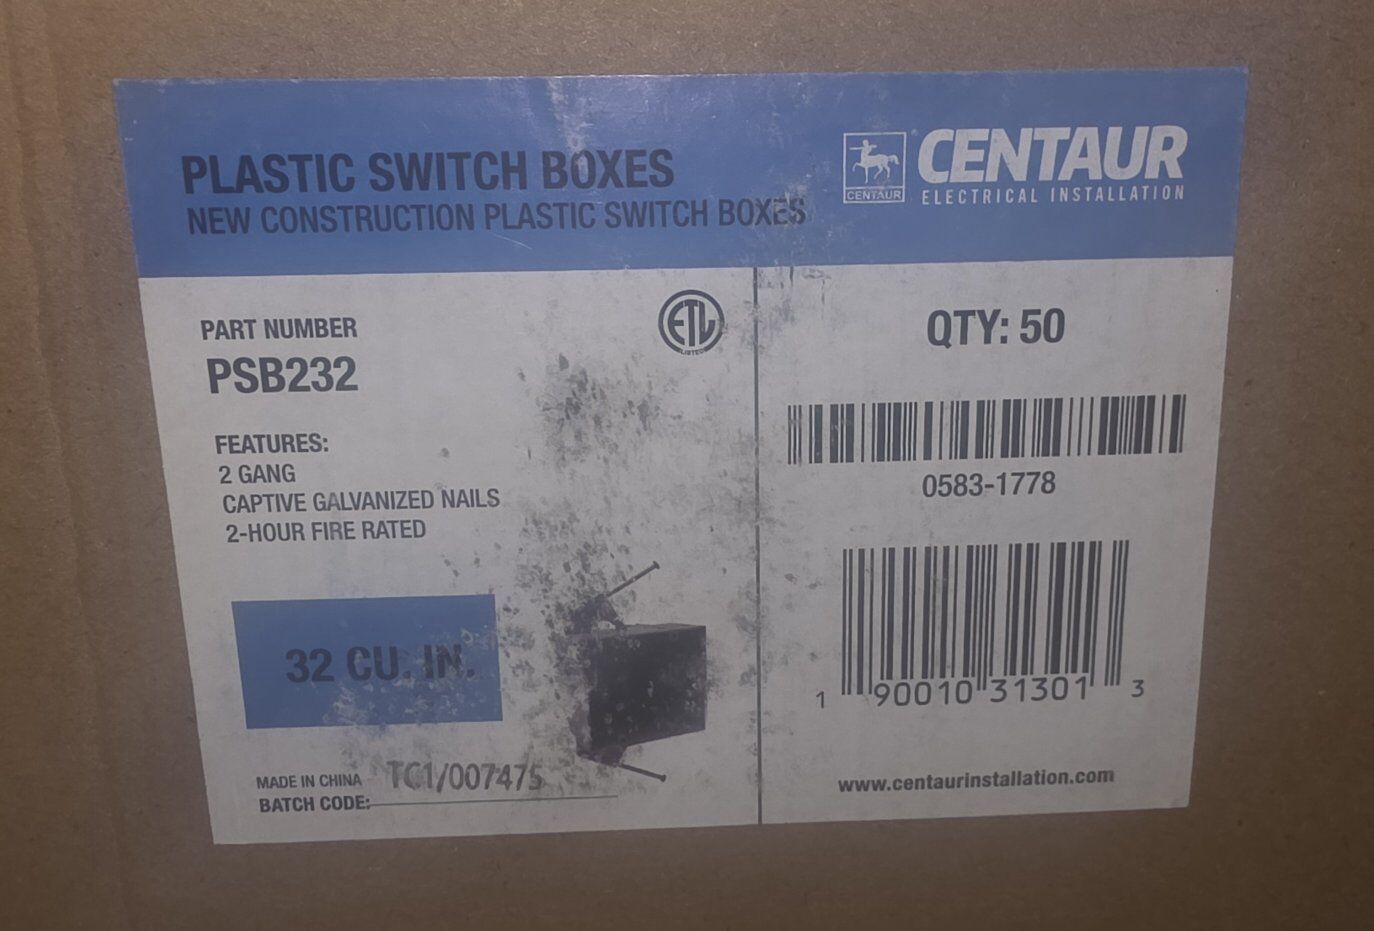 PLASTIC SWITCH BOXES
NEW CONSTRUCTION PLASTIC SWITCH BOXES
CENTAUR
CENTAUR
ELECTRICAL INSTALLATION
PART NUMBER
PSB232
ETL
LISTED
FEATURES:
2 GANG
CAPTIVE GALVANIZED NAILS
2-HOUR FIRE RATED
32 CU. IN.
MADE IN CHINA
BATCH CODE: TC1/007475
QTY: 50
0583-1778
1 90010 31301 3
www.centaurinstallation.com